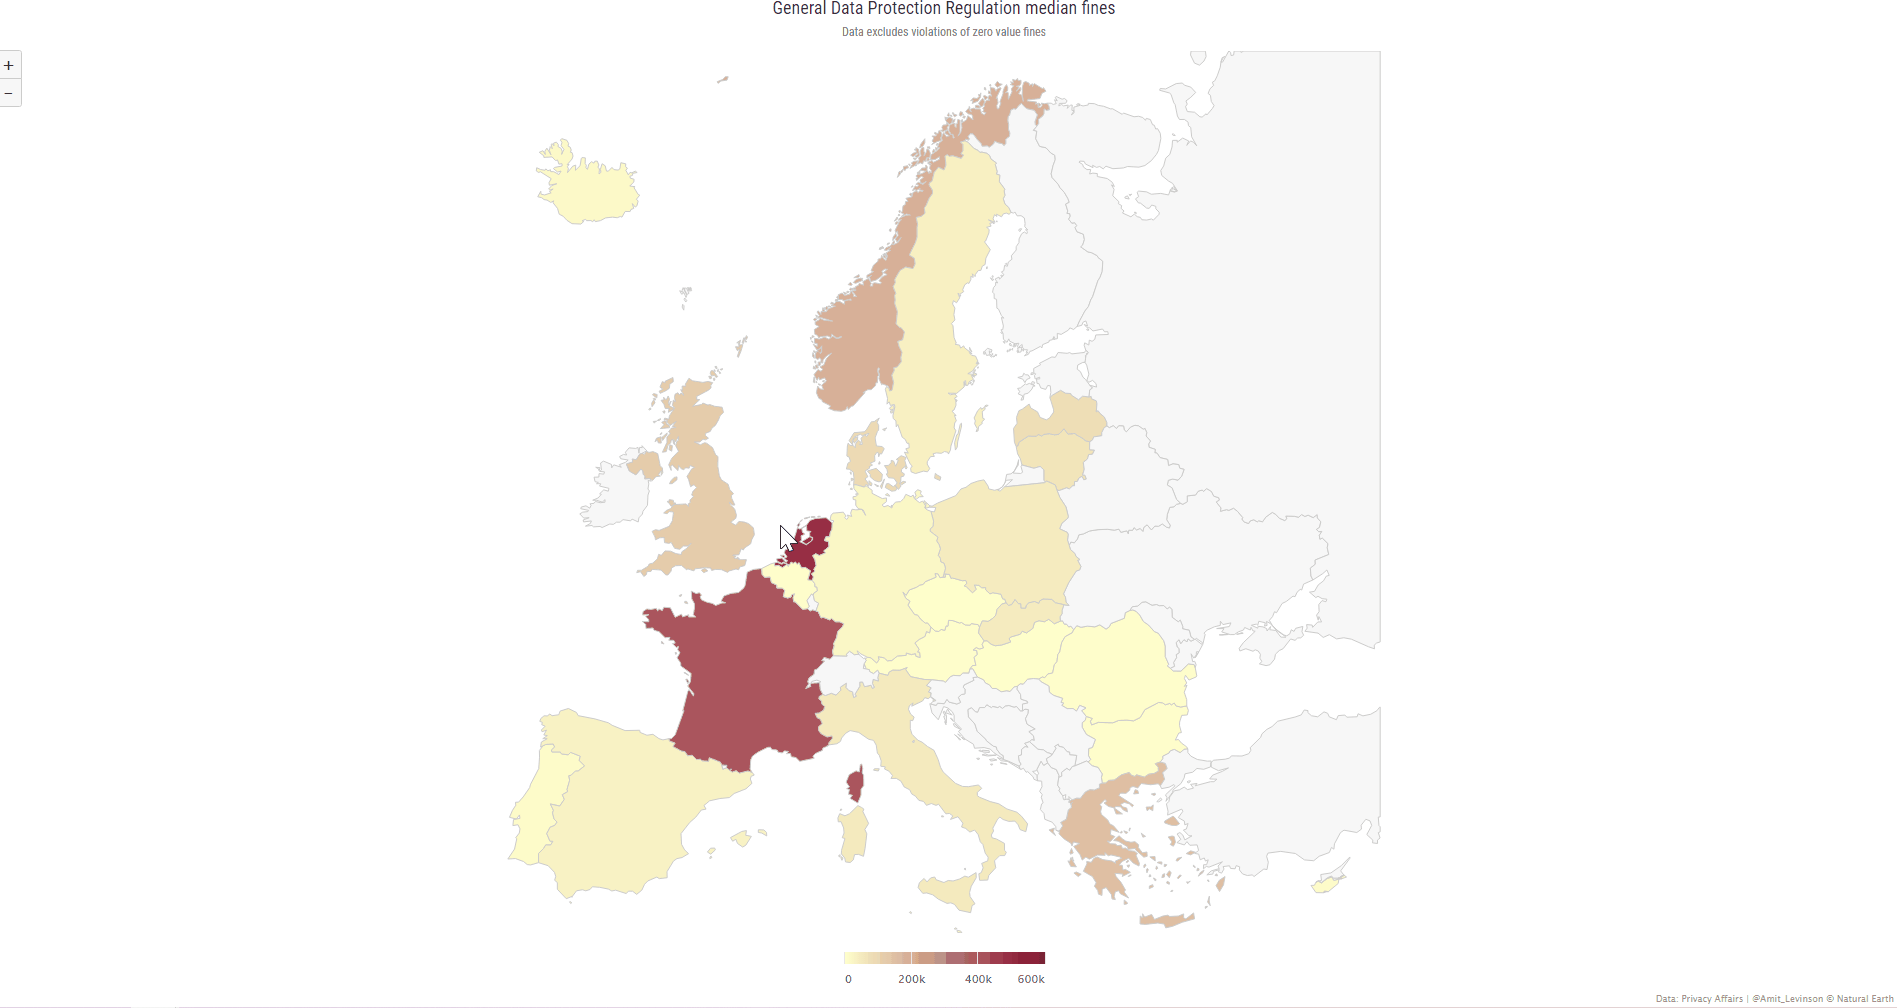 General Data Protection Regulation median fines
Data excludes violations of zero value fines
+
−
0 200k 400k 600k
Data: Privacy Affairs | @Amit_Levinson © Natural Earth